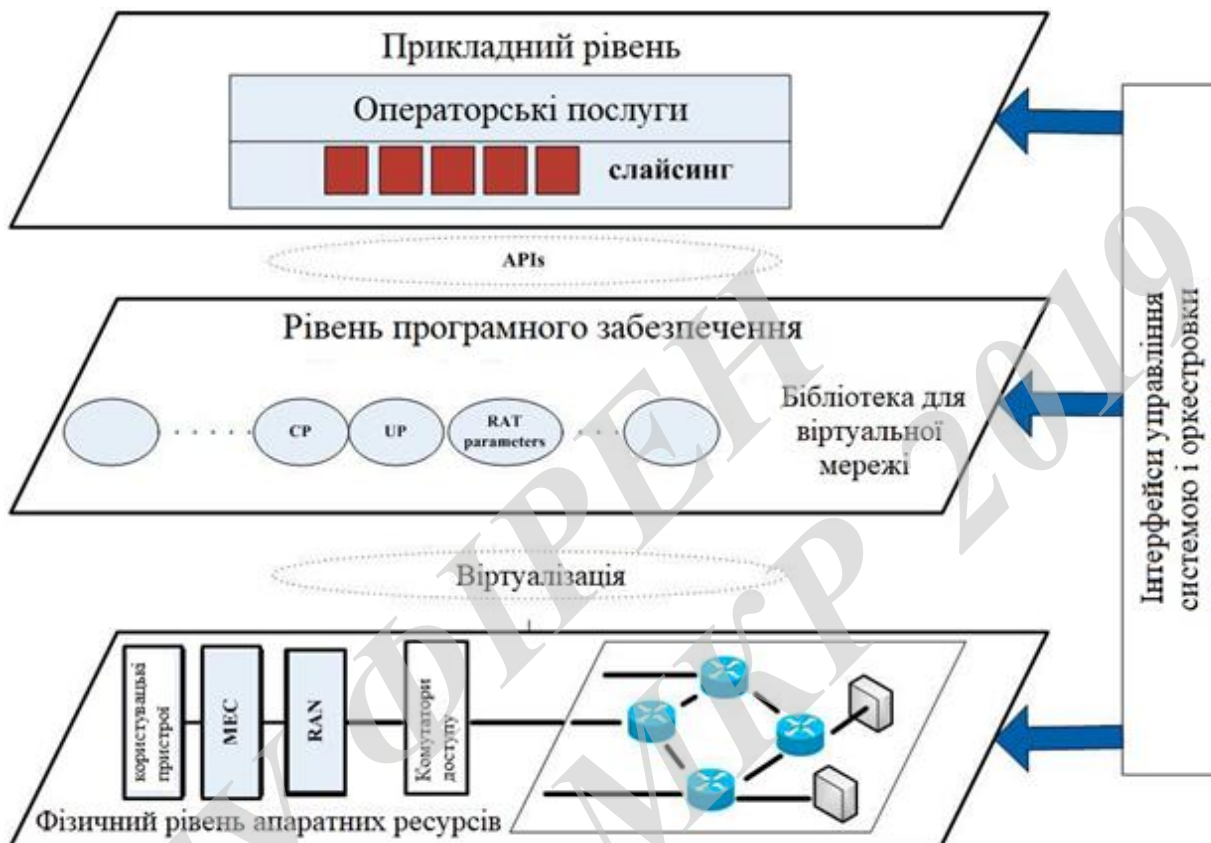 Прикладний рівень
Операторські послуги
слайсинг
APIs
Рівень програмного забезпечення
CP
UP
RAT
parameters
Бібліотека для
віртуальної
мережі
Віртуалізація
користувацькі
пристрої
MEC
RAN
Комутатори
доступу
Фізичний рівень апаратних ресурсів
Інтерфейси управління
системою і оркестровки
ФІРЕН
МКР 2019